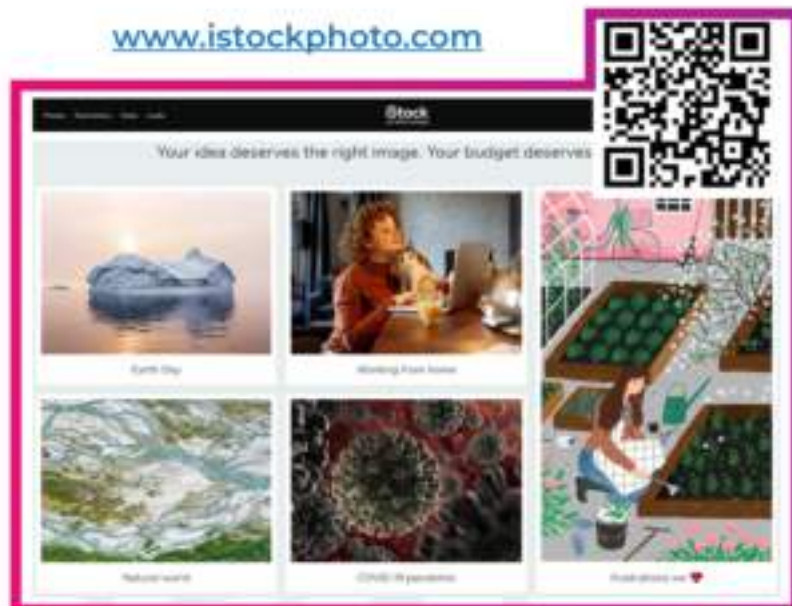 www.istockphoto.com
iStock
Your idea deserves the right image. Your budget deserves
Earth Day
Working from home
Natural world
COVID-19 pandemic
Illustrations we ❤